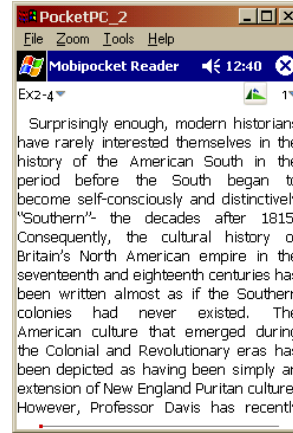 PocketPC_2
File Zoom Tools Help
Mobipocket Reader 12:40
Ex2-4 1
Surprisingly enough, modern historians
have rarely interested themselves in the
history of the American South in the
period before the South began to
become self-consciously and distinctively
"Southern"- the decades after 1815.
Consequently, the cultural history of
Britain's North American empire in the
seventeenth and eighteenth centuries has
been written almost as if the Southern
colonies had never existed. The
American culture that emerged during
the Colonial and Revolutionary eras has
been depicted as having been simply an
extension of New England Puritan culture.
However, Professor Davis has recently